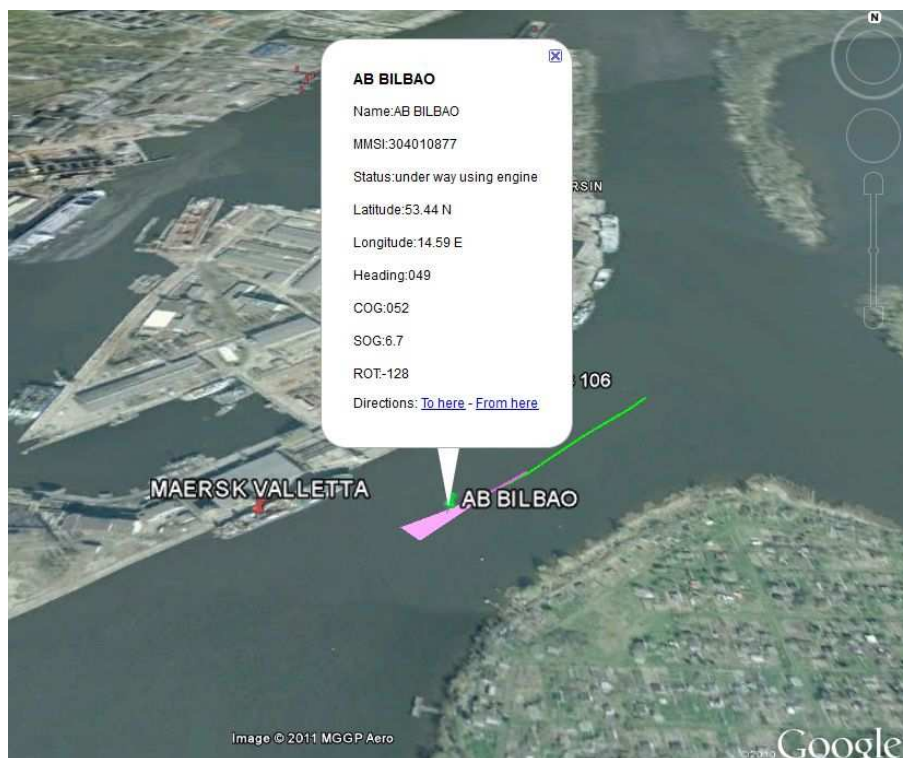 N
AB BILBAO
Name:AB BILBAO
MMSI:304010877
Status:under way using engine
RSIN
Latitude:53.44 N
Longitude:14.59 E
Heading:049
COG:052
SOG:6.7
ROT:-128
106
Directions: To here - From here
MAERSK VALLETTA
AB BILBAO
Image © 2011 MGGP Aero
Google